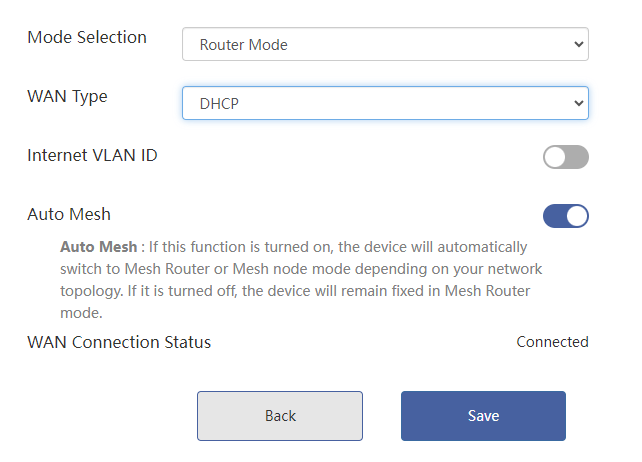 Mode Selection Router Mode
WAN Type DHCP
Internet VLAN ID
Auto Mesh
Auto Mesh : If this function is turned on, the device will automatically
switch to Mesh Router or Mesh node mode depending on your network
topology. If it is turned off, the device will remain fixed in Mesh Router
mode.
WAN Connection Status Connected
Back Save